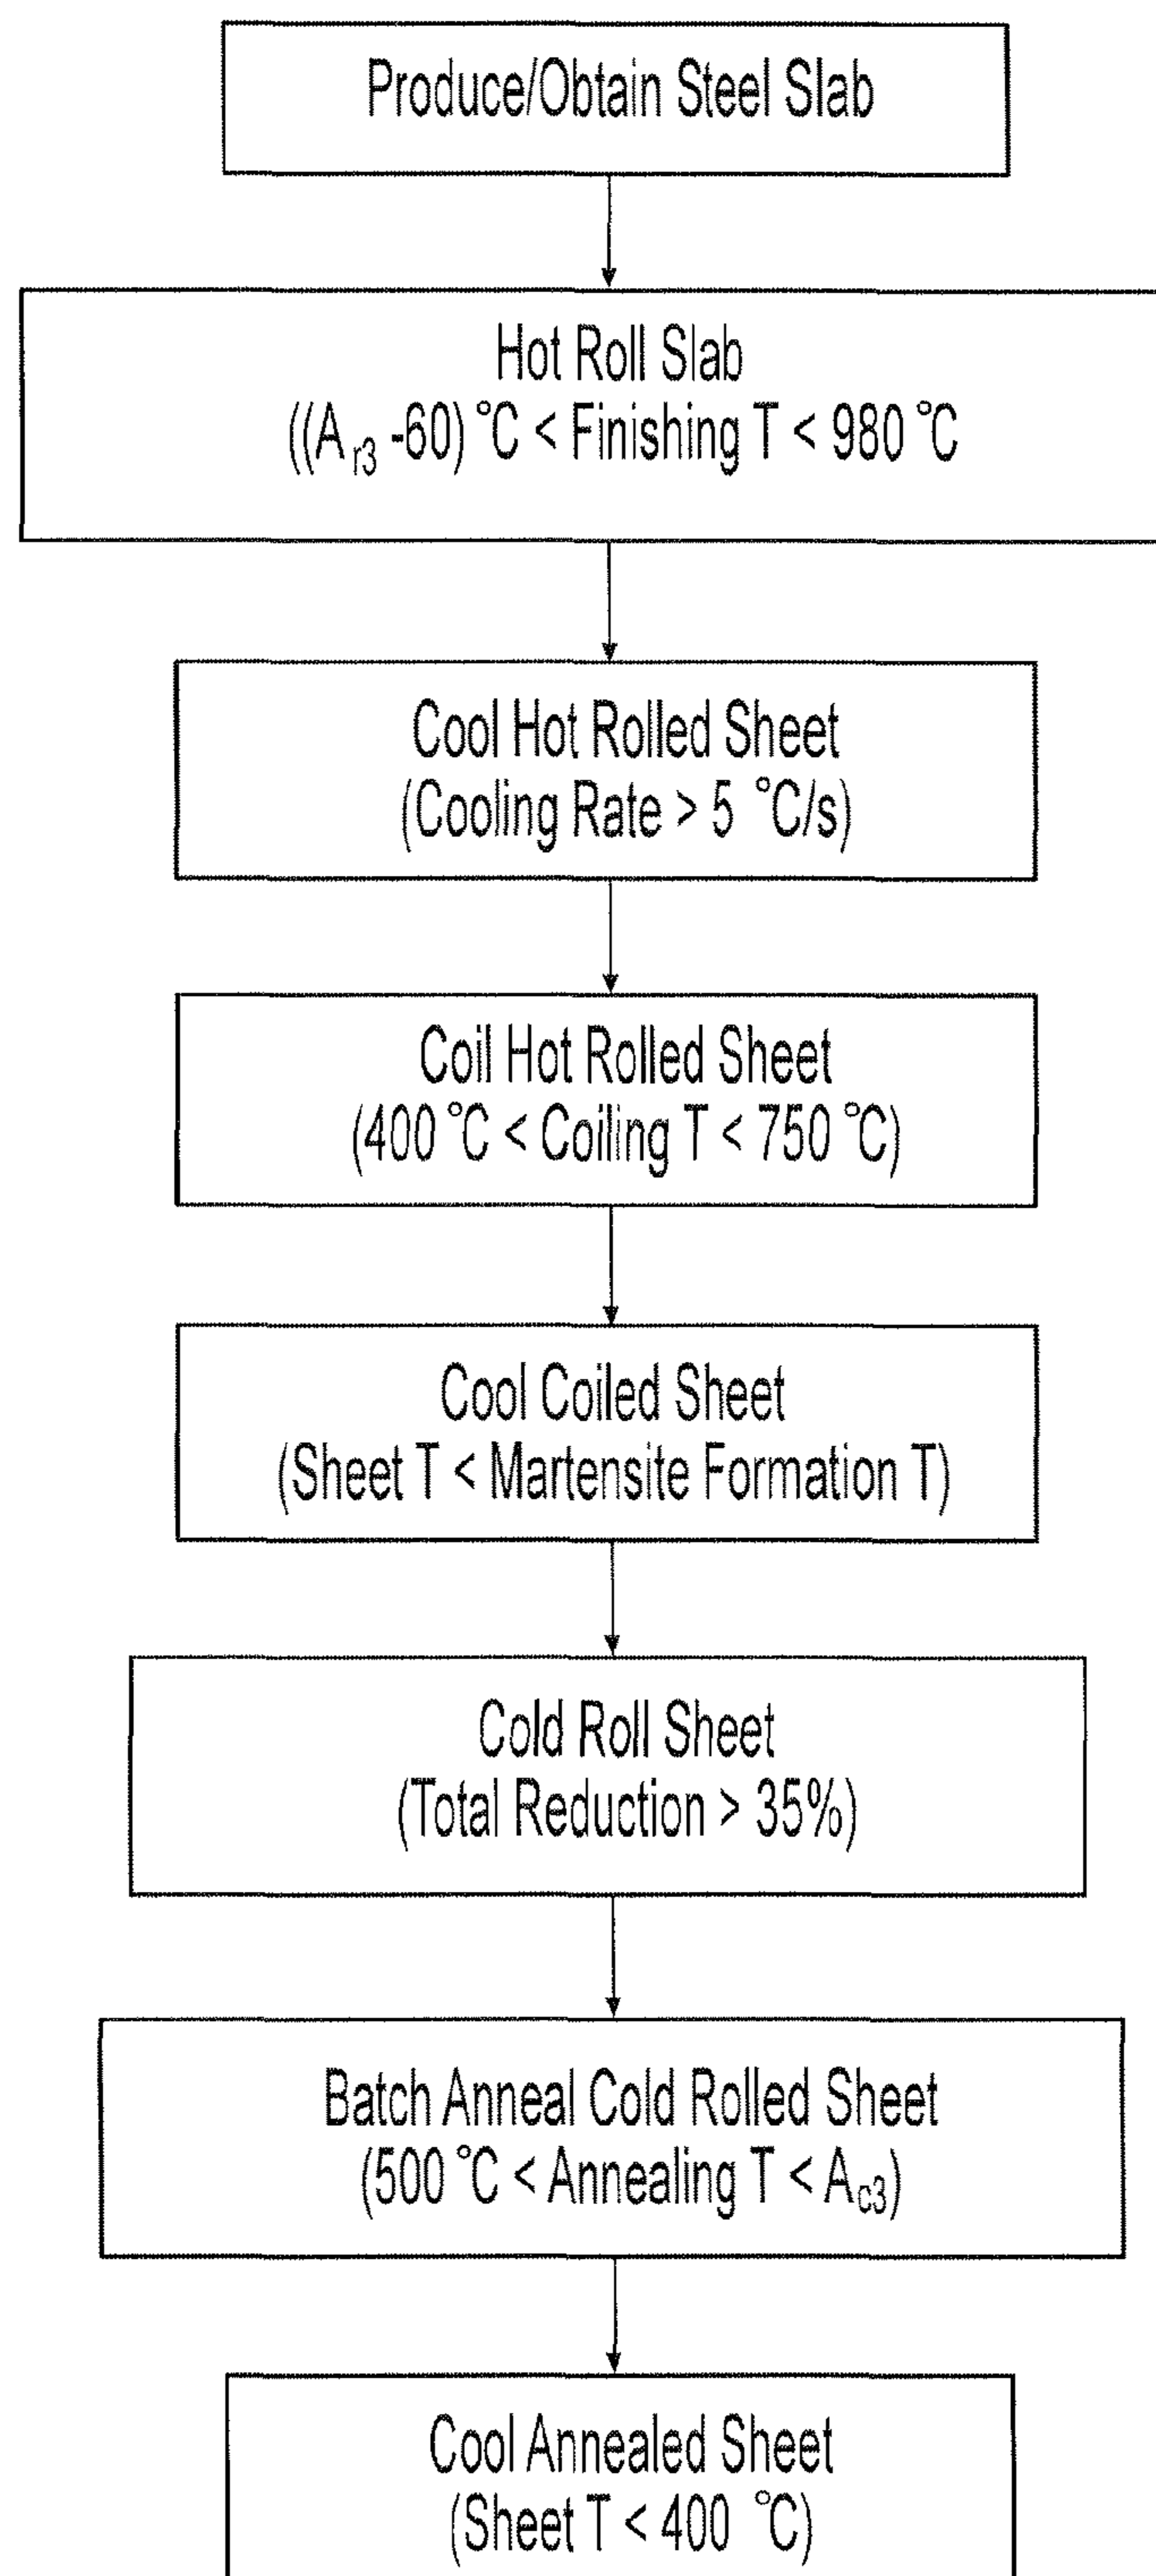 Produce/Obtain Steel Slab
Hot Roll Slab
((A r3 -60) °C < Finishing T < 980 °C
Cool Hot Rolled Sheet
(Cooling Rate > 5 °C/s)
Coil Hot Rolled Sheet
(400 °C < Coiling T < 750 °C)
Cool Coiled Sheet
(Sheet T < Martensite Formation T)
Cold Roll Sheet
(Total Reduction > 35%)
Batch Anneal Cold Rolled Sheet
(500 °C < Annealing T < Ac3)
Cool Annealed Sheet
(Sheet T < 400 °C)